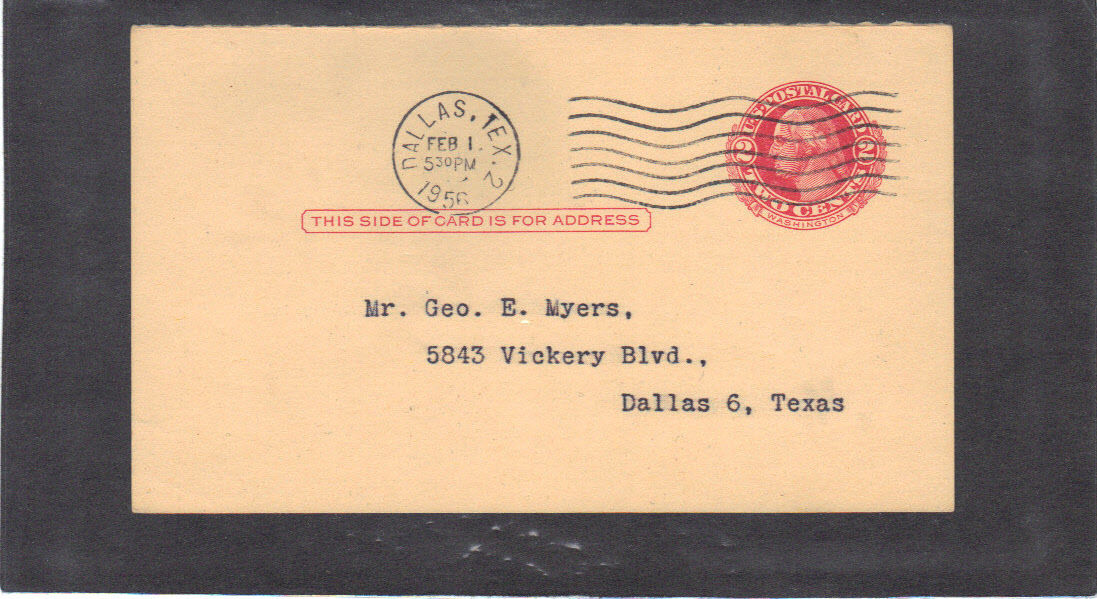 DALLAS, TEX. 2
FEB 1
5 30 PM
1956
U.S. POSTAL CARD
2 TWO CENTS 2
WASHINGTON
THIS SIDE OF CARD IS FOR ADDRESS
Mr. Geo. E. Myers,
5843 Vickery Blvd.,
Dallas 6, Texas